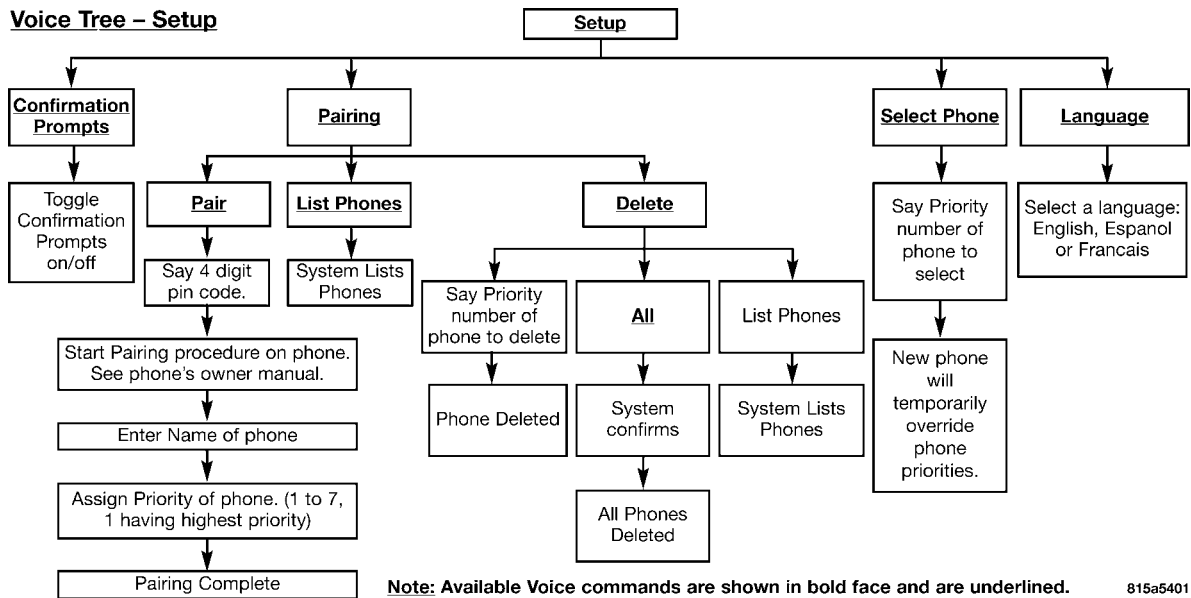 Voice Tree – Setup
Setup
Confirmation
Prompts
Pairing
Select Phone
Language
Toggle
Confirmation
Prompts
on/off
Pair
List Phones
Delete
Say Priority
number of
phone to
select
Select a language:
English, Espanol
or Francais
Say 4 digit
pin code.
System Lists
Phones
Say Priority
number of
phone to delete
All
List Phones
Start Pairing procedure on phone.
See phone's owner manual.
New phone
will
temporarily
override
phone
priorities.
Phone Deleted
System
confirms
System Lists
Phones
Enter Name of phone
Assign Priority of phone. (1 to 7,
1 having highest priority)
All Phones
Deleted
Pairing Complete
Note: Available Voice commands are shown in bold face and are underlined.
815a5401